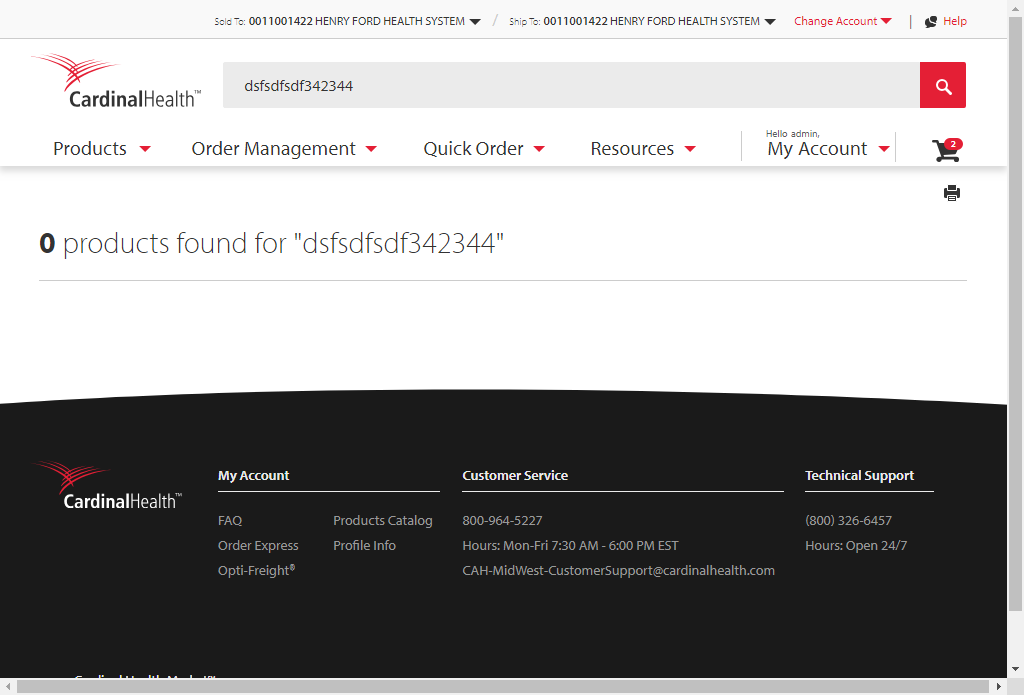 Sold To: 0011001422 HENRY FORD HEALTH SYSTEM / Ship To: 0011001422 HENRY FORD HEALTH SYSTEM Change Account | Help
CardinalHealth™
dsfsdfsdf342344
Hello admin,
Products Order Management Quick Order Resources My Account 2
0 products found for "dsfsdfsdf342344"
CardinalHealth™
My Account Customer Service Technical Support
FAQ Products Catalog 800-964-5227 (800) 326-6457
Order Express Profile Info Hours: Mon-Fri 7:30 AM - 6:00 PM EST Hours: Open 24/7
Opti-Freight® CAH-MidWest-CustomerSupport@cardinalhealth.com